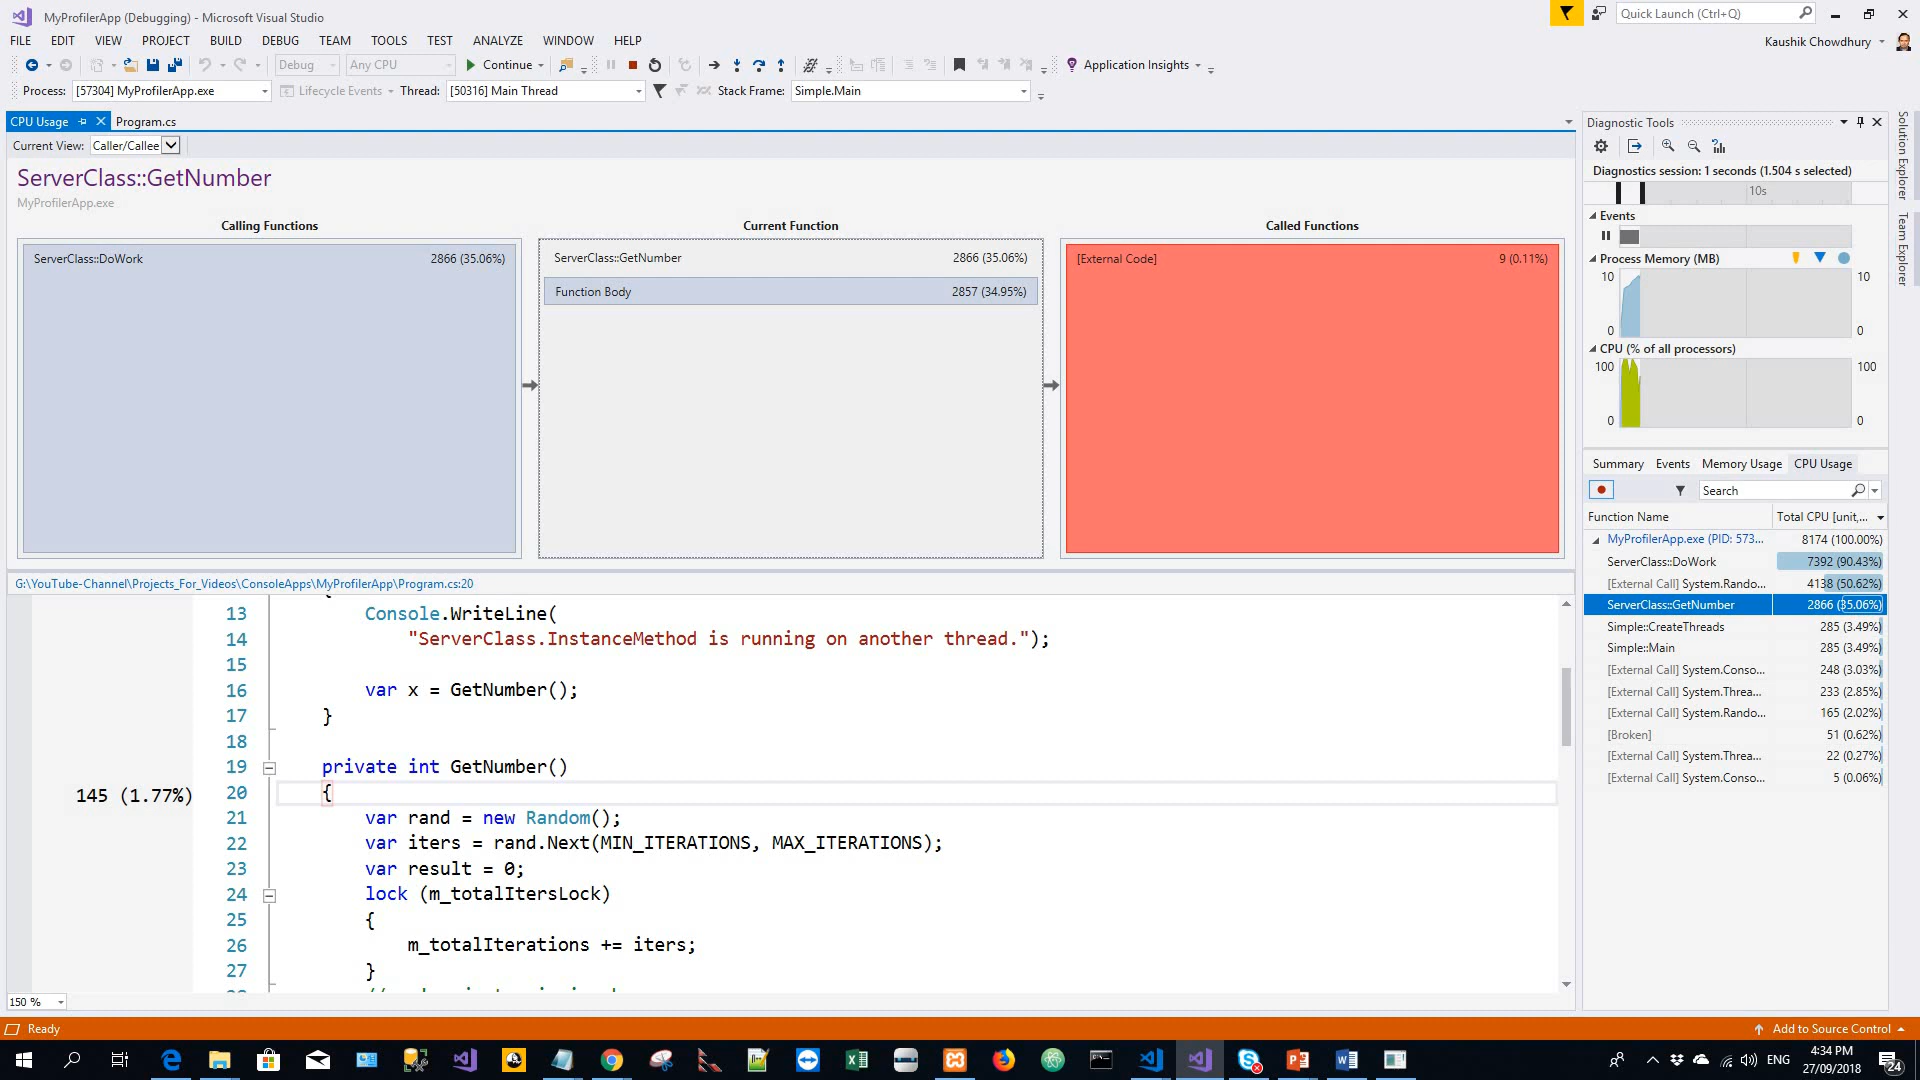 MyProfilerApp (Debugging) - Microsoft Visual Studio
Quick Launch (Ctrl+Q)
FILE EDIT VIEW PROJECT BUILD DEBUG TEAM TOOLS TEST ANALYZE WINDOW HELP
Kaushik Chowdhury
Debug Any CPU Continue Application Insights
Process: [57304] MyProfilerApp.exe Lifecycle Events Thread: [50316] Main Thread Stack Frame: Simple.Main
CPU Usage Program.cs
Current View: Caller/Callee
ServerClass::GetNumber
MyProfilerApp.exe
Calling Functions Current Function Called Functions
ServerClass::DoWork 2866 (35.06%)
ServerClass::GetNumber 2866 (35.06%)
Function Body 2857 (34.95%)
[External Code] 9 (0.11%)
G:\YouTube-Channel\Projects_For_Videos\ConsoleApps\MyProfilerApp\Program.cs:20
{
13 Console.WriteLine(
14 "ServerClass.InstanceMethod is running on another thread.");
15
16 var x = GetNumber();
17 }
18
19 private int GetNumber()
145 (1.77%) 20 {
21 var rand = new Random();
22 var iters = rand.Next(MIN_ITERATIONS, MAX_ITERATIONS);
23 var result = 0;
24 lock (m_totalItersLock)
25 {
26 m_totalIterations += iters;
27 }
150 %
Diagnostic Tools
Diagnostics session: 1 seconds (1.504 s selected)
10s
Events
Process Memory (MB)
10 10
0 0
CPU (% of all processors)
100 100
0 0
Summary Events Memory Usage CPU Usage
Search
Function Name Total CPU [unit,...
MyProfilerApp.exe (PID: 573... 8174 (100.00%)
ServerClass::DoWork 7392 (90.43%)
[External Call] System.Rando... 4138 (50.62%)
ServerClass::GetNumber 2866 (35.06%)
Simple::CreateThreads 285 (3.49%)
Simple::Main 285 (3.49%)
[External Call] System.Conso... 248 (3.03%)
[External Call] System.Threa... 233 (2.85%)
[External Call] System.Rando... 165 (2.02%)
[Broken] 51 (0.62%)
[External Call] System.Threa... 22 (0.27%)
[External Call] System.Conso... 5 (0.06%)
Solution Explorer
Team Explorer
Ready
Add to Source Control
ENG
4:34 PM
27/09/2018
24